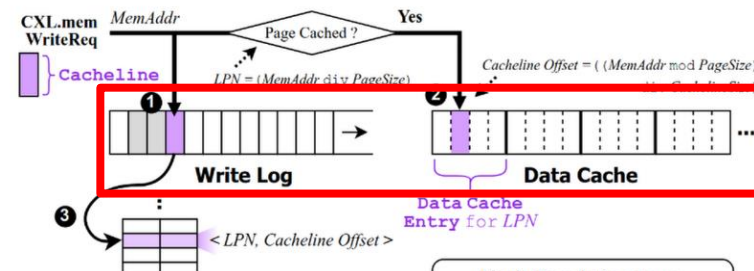 CXL.mem
WriteReq
MemAddr
Page Cached ?
Yes
Cacheline
LPN = (MemAddr div PageSize)
Cacheline Offset = ((MemAddr mod PageSize)
1
2
...
Write Log
Data Cache
Data Cache
Entry for LPN
3
< LPN, Cacheline Offset >